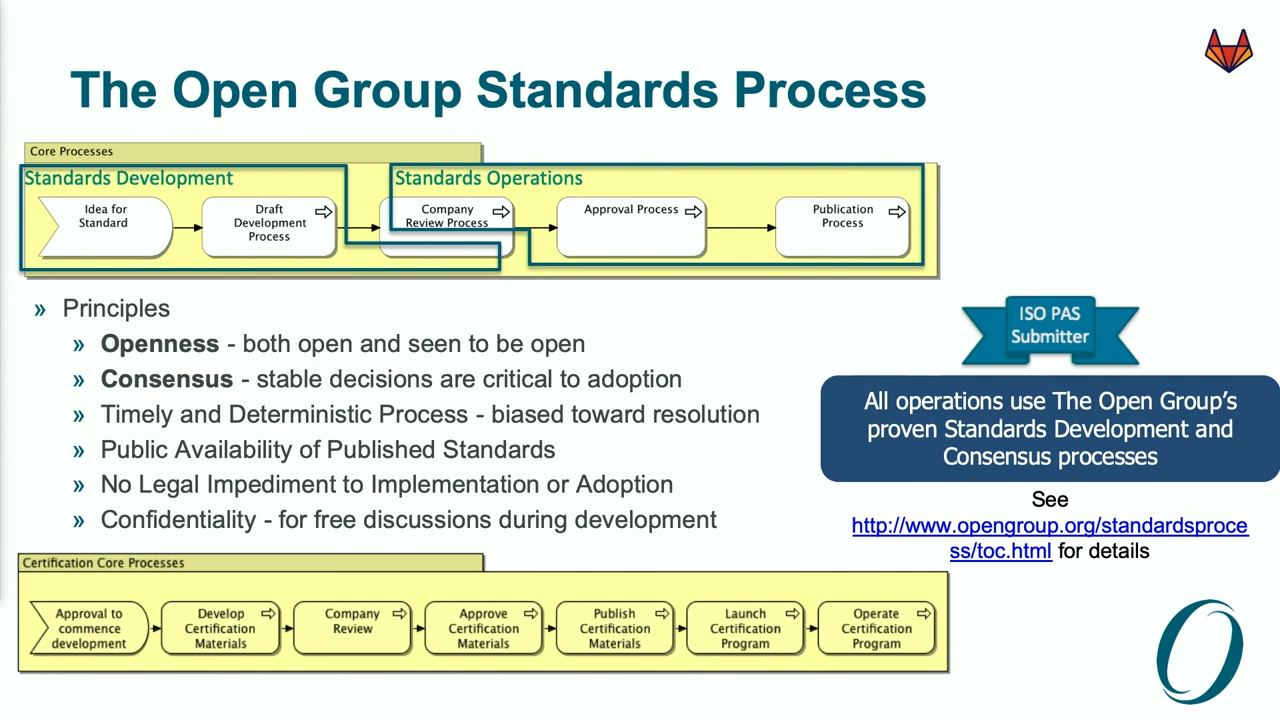 The Open Group Standards Process
Core Processes
Standards Development
Standards Operations
Idea for
Standard
Draft
Development
Process
Company
Review Process
Approval Process
Publication
Process
» Principles
» Openness - both open and seen to be open
» Consensus - stable decisions are critical to adoption
» Timely and Deterministic Process - biased toward resolution
» Public Availability of Published Standards
» No Legal Impediment to Implementation or Adoption
» Confidentiality - for free discussions during development
ISO PAS
Submitter
All operations use The Open Group’s
proven Standards Development and
Consensus processes
See
http://www.opengroup.org/standardsproce
ss/toc.html for details
Certification Core Processes
Approval to
commence
development
Develop
Certification
Materials
Company
Review
Approve
Certification
Materials
Publish
Certification
Materials
Launch
Certification
Program
Operate
Certification
Program